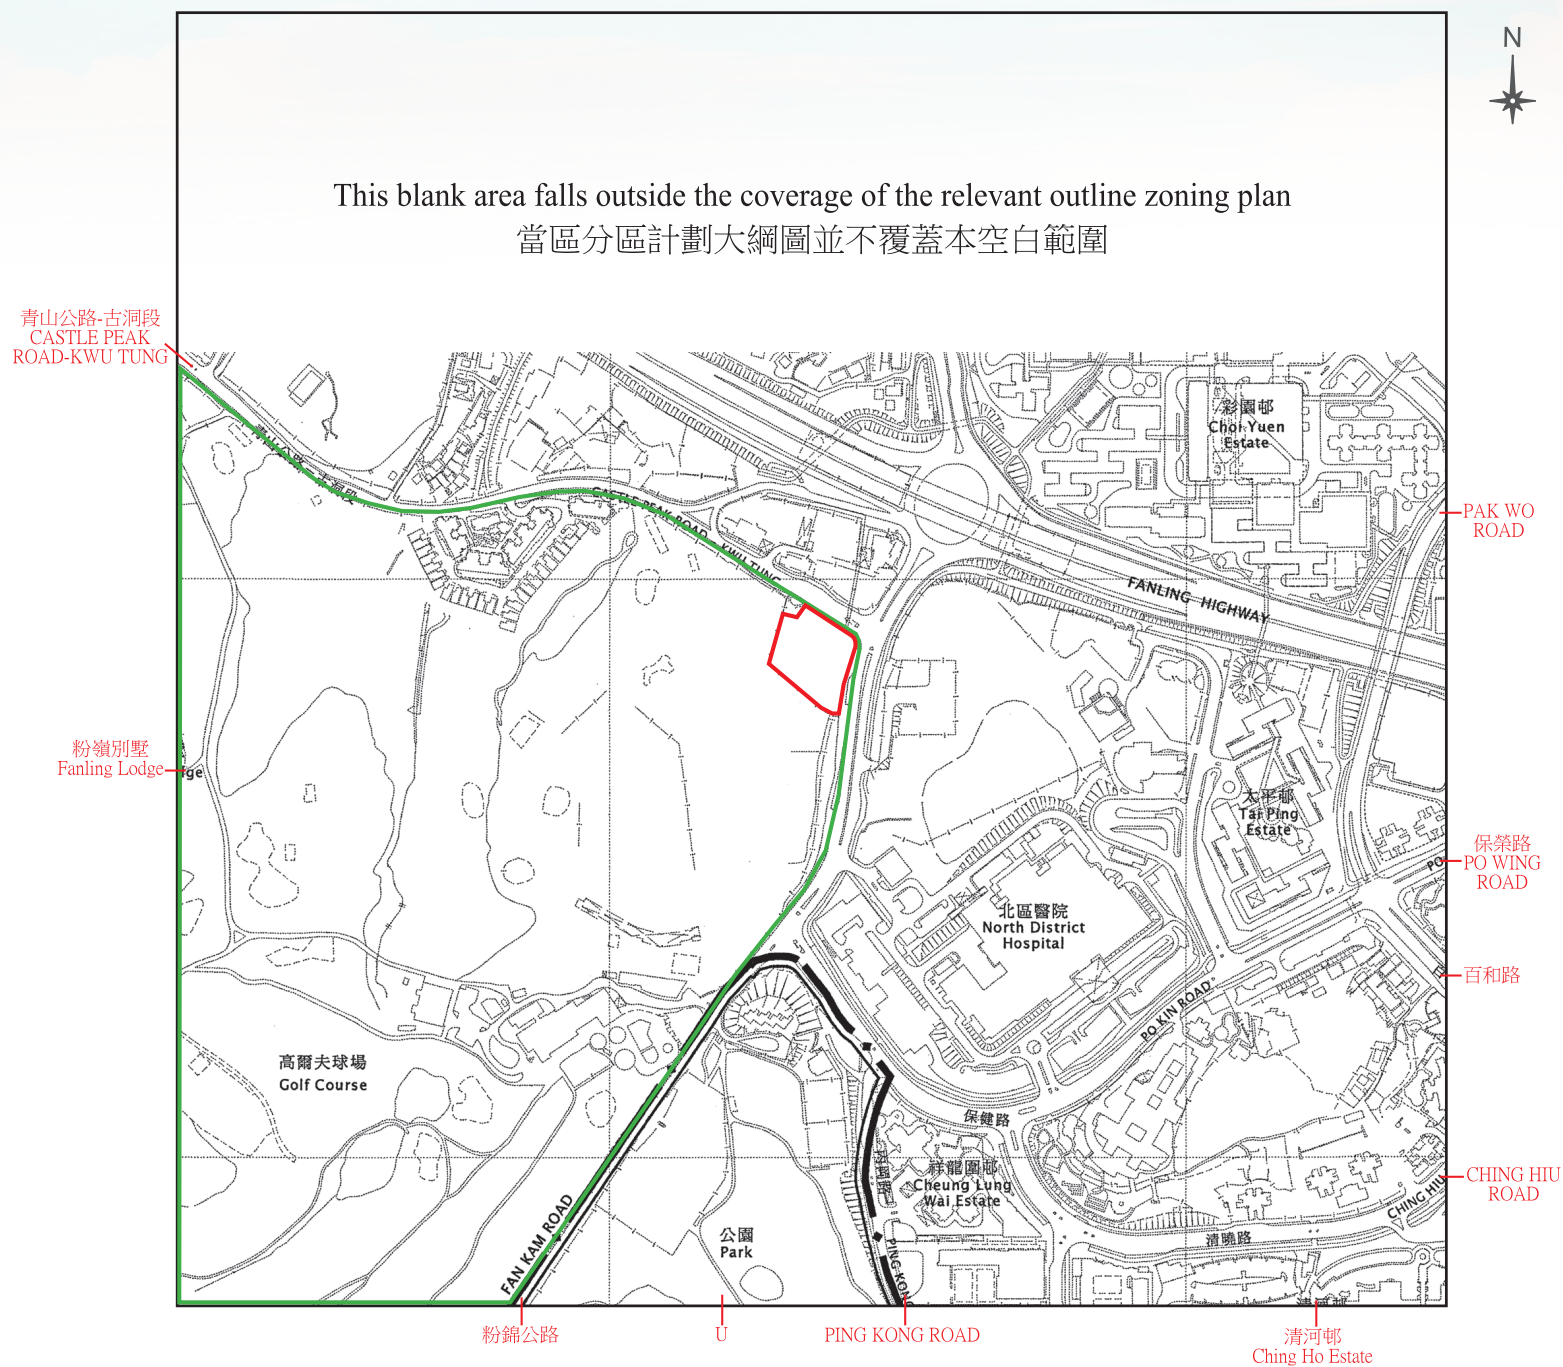 N
This blank area falls outside the coverage of the relevant outline zoning plan
當區分區計劃大綱圖並不覆蓋本空白範圍
青山公路-古洞段
CASTLE PEAK
ROAD-KWU TUNG
彩園邨
Choi Yuen
Estate
CASTLE PEAK ROAD - KWU TUNG
PAK WO
ROAD
FANLING HIGHWAY
粉嶺別墅
Fanling Lodge
dge
太平邨
Tai Ping
Estate
保榮路
PO WING
ROAD
PO
北區醫院
North District
Hospital
百和路
PO KIN ROAD
高爾夫球場
Golf Course
保健路
祥龍圍邨
Cheung Lung
Wai Estate
CHING HIU
ROAD
CHING HIU
清曉路
公園
Park
FAN KAM ROAD
PING KONG
清河邨
粉錦公路
U
PING KONG ROAD
清河邨
Ching Ho Estate